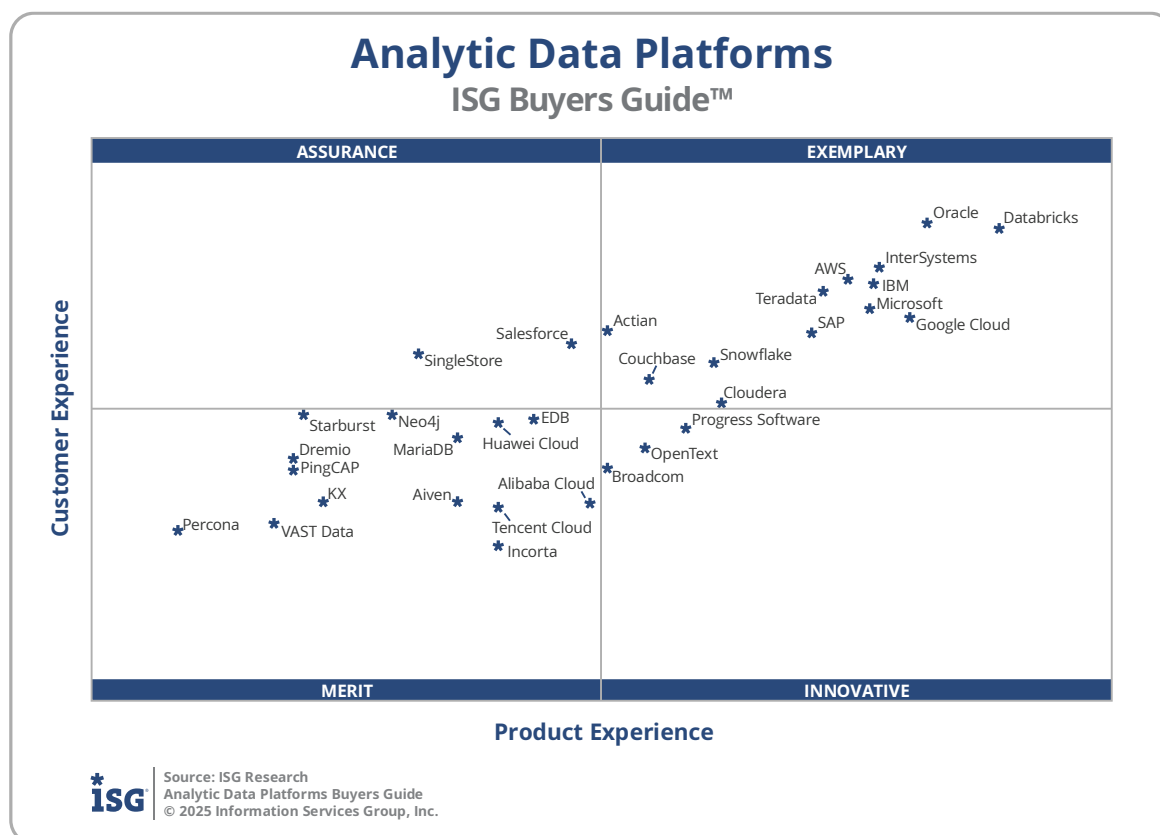 Analytic Data Platforms
ISG Buyers Guide™
ASSURANCE
EXEMPLARY
Oracle
Databricks
InterSystems
AWS
IBM
Teradata
Microsoft
Google Cloud
SAP
Actian
Salesforce
SingleStore
Couchbase
Snowflake
Cloudera
Customer Experience
Starburst
Neo4j
EDB
Progress Software
MariaDB
Huawei Cloud
Dremio
PingCAP
OpenText
Broadcom
KX
Aiven
Alibaba Cloud
Percona
VAST Data
Tencent Cloud
Incorta
MERIT
INNOVATIVE
Product Experience
ISG
Source: ISG Research
Analytic Data Platforms Buyers Guide
© 2025 Information Services Group, Inc.